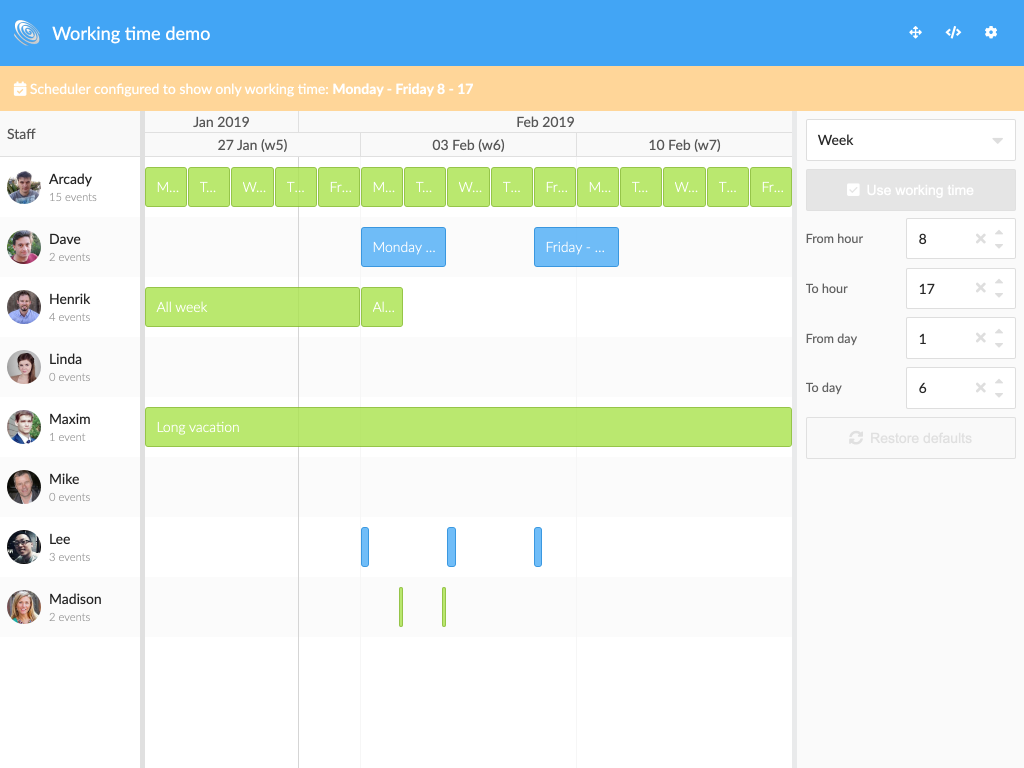 Working time demo
Scheduler configured to show only working time: Monday - Friday 8 - 17
Staff
Jan 2019
Feb 2019
27 Jan (w5)
03 Feb (w6)
10 Feb (w7)
Arcady
15 events
M... T... W... T... Fr... M... T... W... T... Fr... M... T... W... T... Fr...
Dave
2 events
Monday ...
Friday - ...
Henrik
4 events
All week
Al...
Linda
0 events
Maxim
1 event
Long vacation
Mike
0 events
Lee
3 events
Madison
2 events
Week
Use working time
From hour
8
To hour
17
From day
1
To day
6
Restore defaults